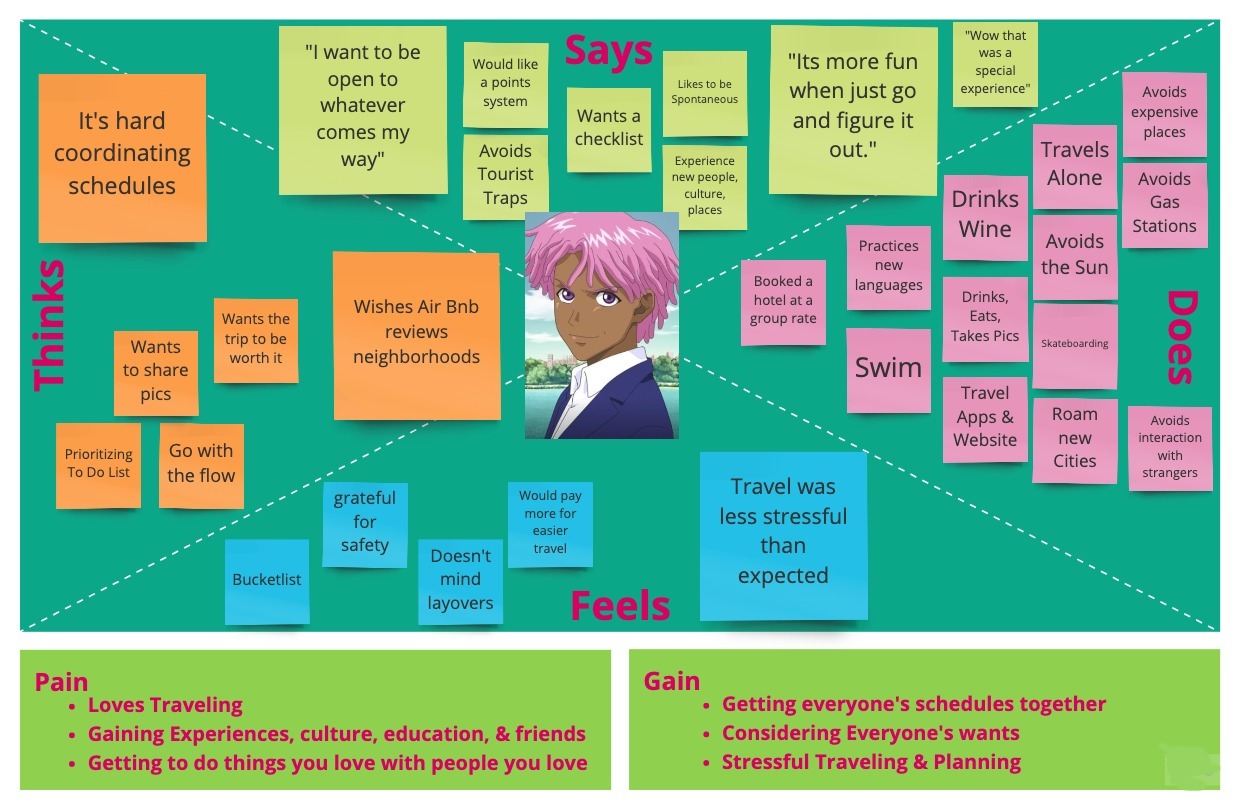 Says
"I want to be
open to
whatever
comes my
way"
Would like
a points
system
Avoids
Tourist
Traps
Wants a
checklist
Likes to be
Spontaneous
Experience
new people,
culture,
places
"Its more fun
when just go
and figure it
out."
"Wow that
was a
special
experience"
Thinks
It's hard
coordinating
schedules
Wishes Air Bnb
reviews
neighborhoods
Wants the
trip to be
worth it
Wants
to share
pics
Prioritizing
To Do List
Go with
the flow
Does
Avoids
expensive
places
Travels
Alone
Avoids
Gas
Stations
Drinks
Wine
Avoids
the Sun
Practices
new
languages
Booked a
hotel at a
group rate
Drinks,
Eats,
Takes Pics
Skateboarding
Swim
Travel
Apps &
Website
Roam
new
Cities
Avoids
interaction
with
strangers
Feels
grateful
for
safety
Would pay
more for
easier
travel
Bucketlist
Doesn't
mind
layovers
Travel was
less stressful
than
expected
Pain
• Loves Traveling
• Gaining Experiences, culture, education, & friends
• Getting to do things you love with people you love
Gain
• Getting everyone's schedules together
• Considering Everyone's wants
• Stressful Traveling & Planning